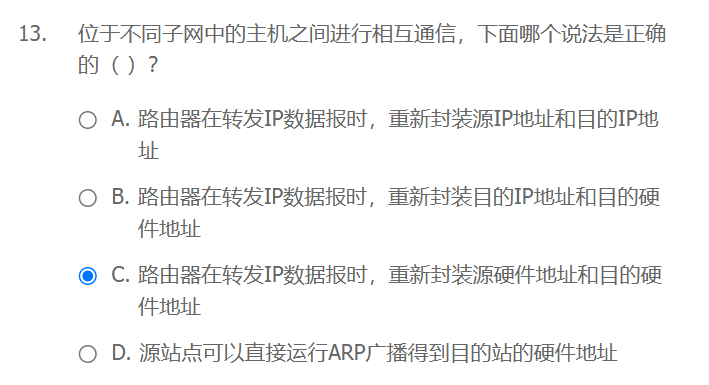 13. 位于不同子网中的主机之间进行相互通信，下面哪个说法是正确
的（ ）?
A. 路由器在转发IP数据报时，重新封装源IP地址和目的IP地
址
B. 路由器在转发IP数据报时，重新封装目的IP地址和目的硬
件地址
C. 路由器在转发IP数据报时，重新封装源硬件地址和目的硬
件地址
D. 源站点可以直接运行ARP广播得到目的站的硬件地址